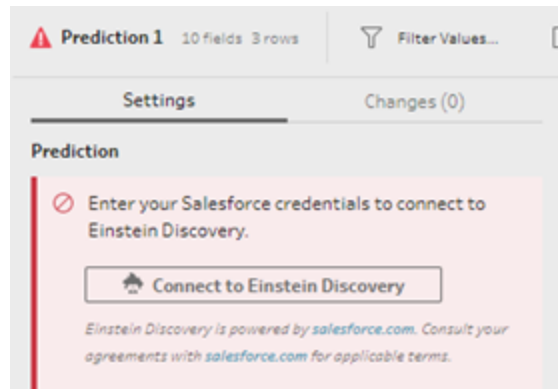 Prediction 1 10 fields 3 rows Filter Values...
Settings Changes (0)
Prediction
Enter your Salesforce credentials to connect to
Einstein Discovery.
Connect to Einstein Discovery
Einstein Discovery is powered by salesforce.com. Consult your
agreements with salesforce.com for applicable terms.